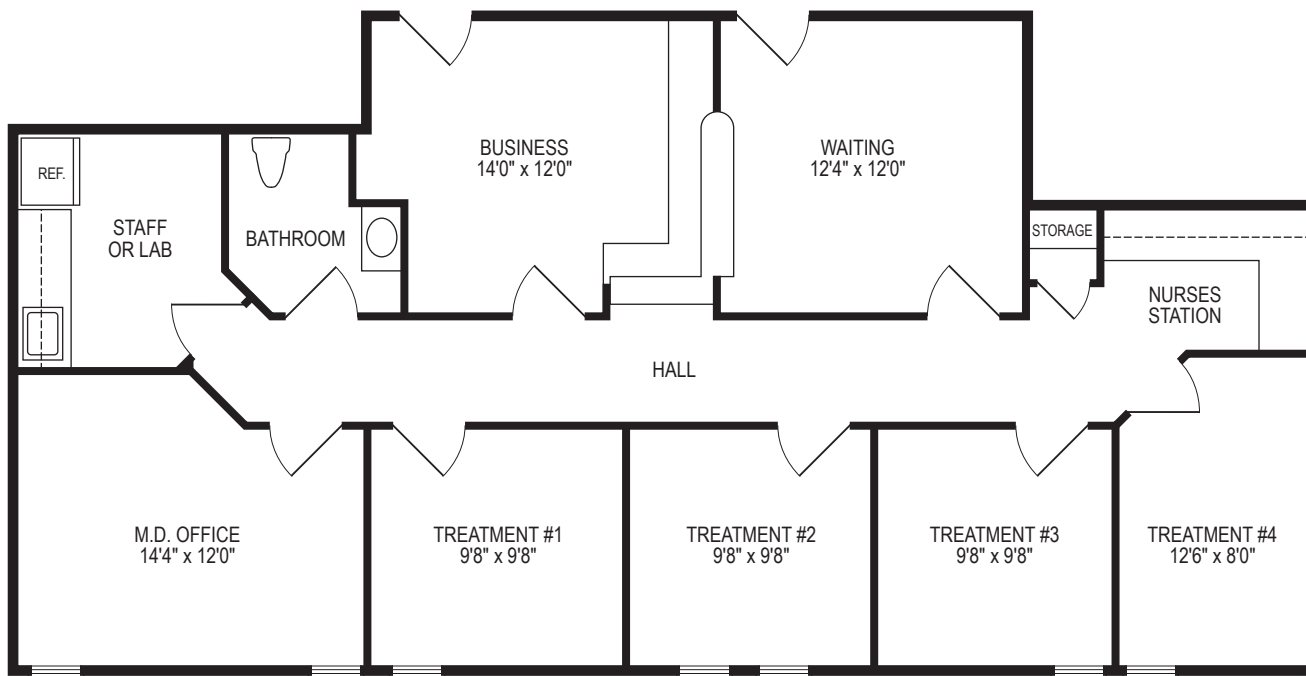 BUSINESS
14'0" x 12'0"
WAITING
12'4" x 12'0"
REF.
STAFF
OR LAB
BATHROOM
STORAGE
NURSES
STATION
HALL
M.D. OFFICE
14'4" x 12'0"
TREATMENT #1
9'8" x 9'8"
TREATMENT #2
9'8" x 9'8"
TREATMENT #3
9'8" x 9'8"
TREATMENT #4
12'6" x 8'0"